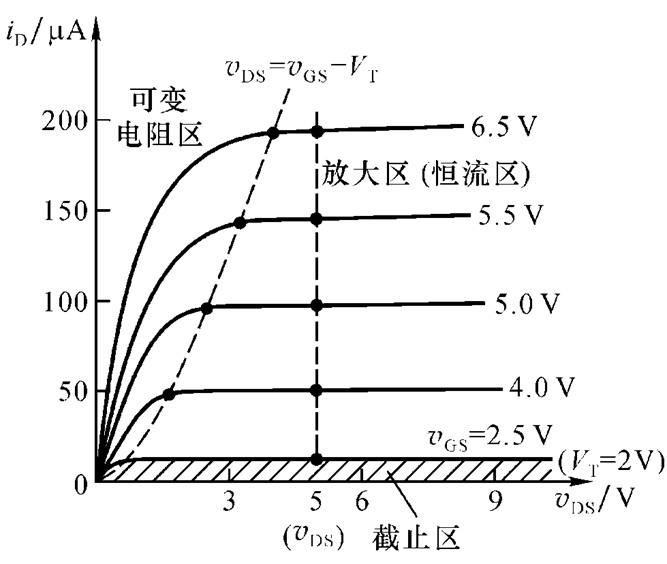 i_D/μA
v_DS=v_GS−V_T
可变
电阻区
200
6.5 V
放大区(恒流区)
150
5.5 V
100
5.0 V
50
4.0 V
v_GS=2.5 V
(V_T=2V)
0
3
5
6
9
v_DS/V
(v_DS)
截止区